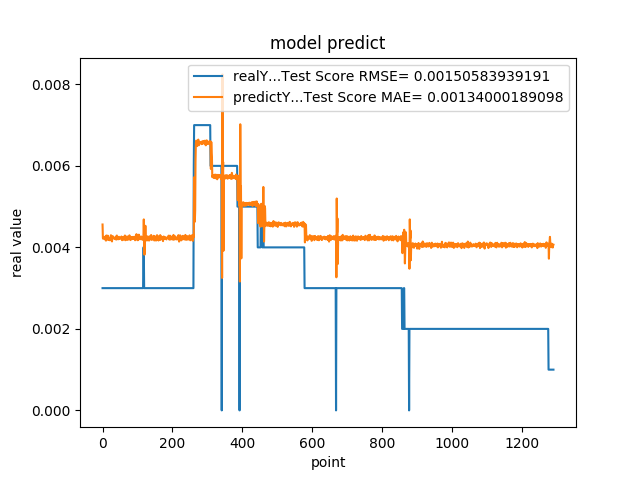 model predict
realY...Test Score RMSE= 0.00150583939191
predictY...Test Score MAE= 0.00134000189098
0.008
0.006
0.004
0.002
0.000
real value
0 200 400 600 800 1000 1200
point